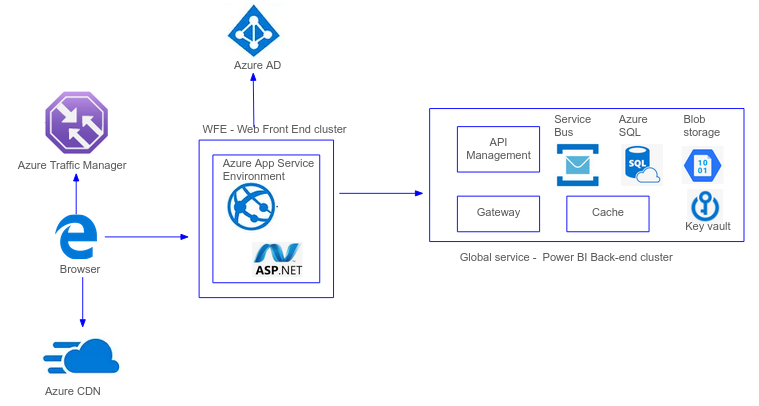 Azure AD
Azure Traffic Manager
WFE - Web Front End cluster
Azure App Service
Environment
ASP.NET
Browser
Azure CDN
API
Management
Service
Bus
Azure
SQL
SQL
Blob
storage
10
01
Gateway
Cache
Key vault
Global service -  Power BI Back-end cluster